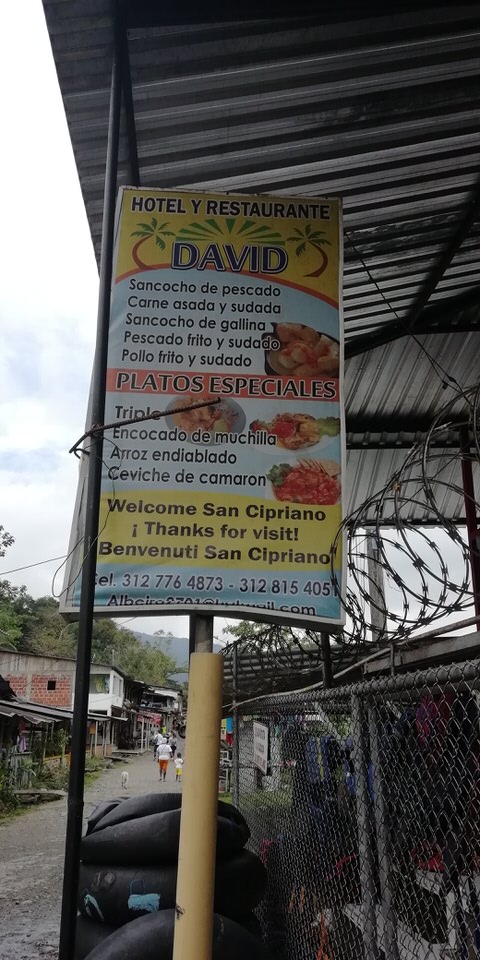 HOTEL Y RESTAURANTE
DAVID
Sancocho de pescado
Carne asada y sudada
Sancocho de gallina
Pescado frito y sudado
Pollo frito y sudado
PLATOS ESPECIALES
Triple
Encocado de muchilla
Arroz endiablado
Ceviche de camaron
Welcome San Cipriano
¡ Thanks for visit!
Benvenuti San Cipriano
el. 312 776 4873 - 312 815 4051